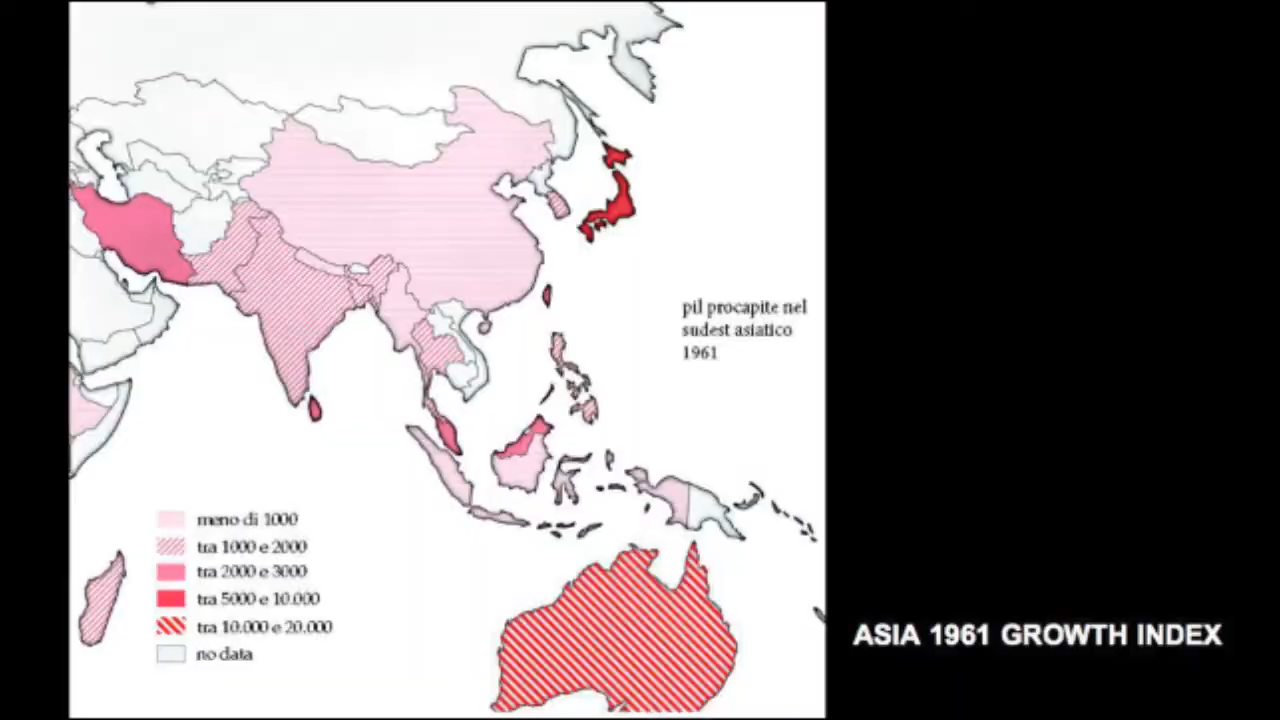 pil procapite nel
sudest asiatico
1961
meno di 1000
tra 1000 e 2000
tra 2000 e 3000
tra 5000 e 10.000
tra 10.000 e 20.000
no data
ASIA 1961 GROWTH INDEX